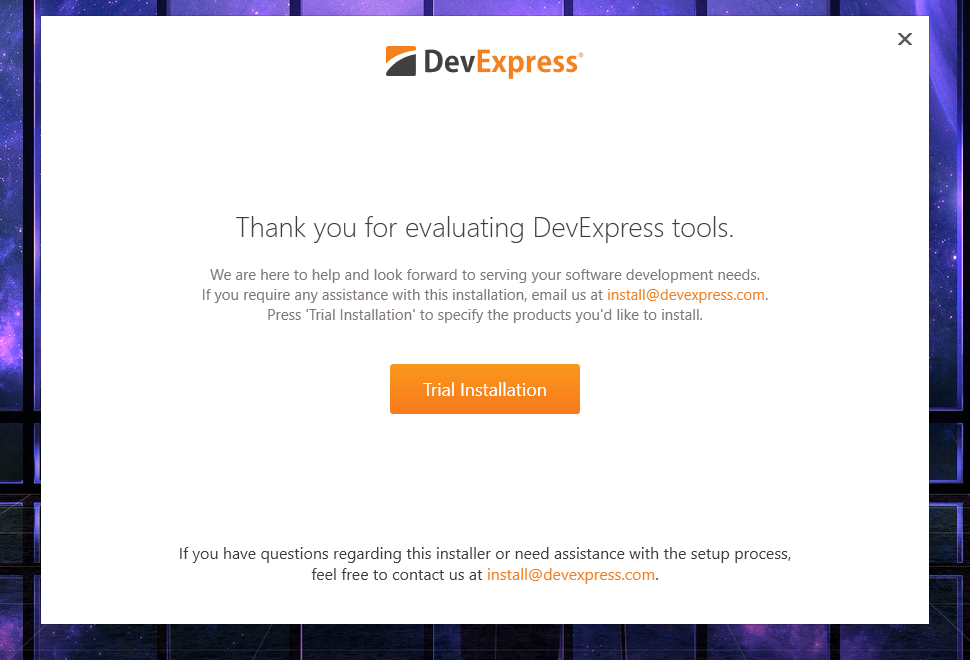 DevExpress®
Thank you for evaluating DevExpress tools.
We are here to help and look forward to serving your software development needs.
If you require any assistance with this installation, email us at install@devexpress.com.
Press 'Trial Installation' to specify the products you'd like to install.
Trial Installation
If you have questions regarding this installer or need assistance with the setup process,
feel free to contact us at install@devexpress.com.